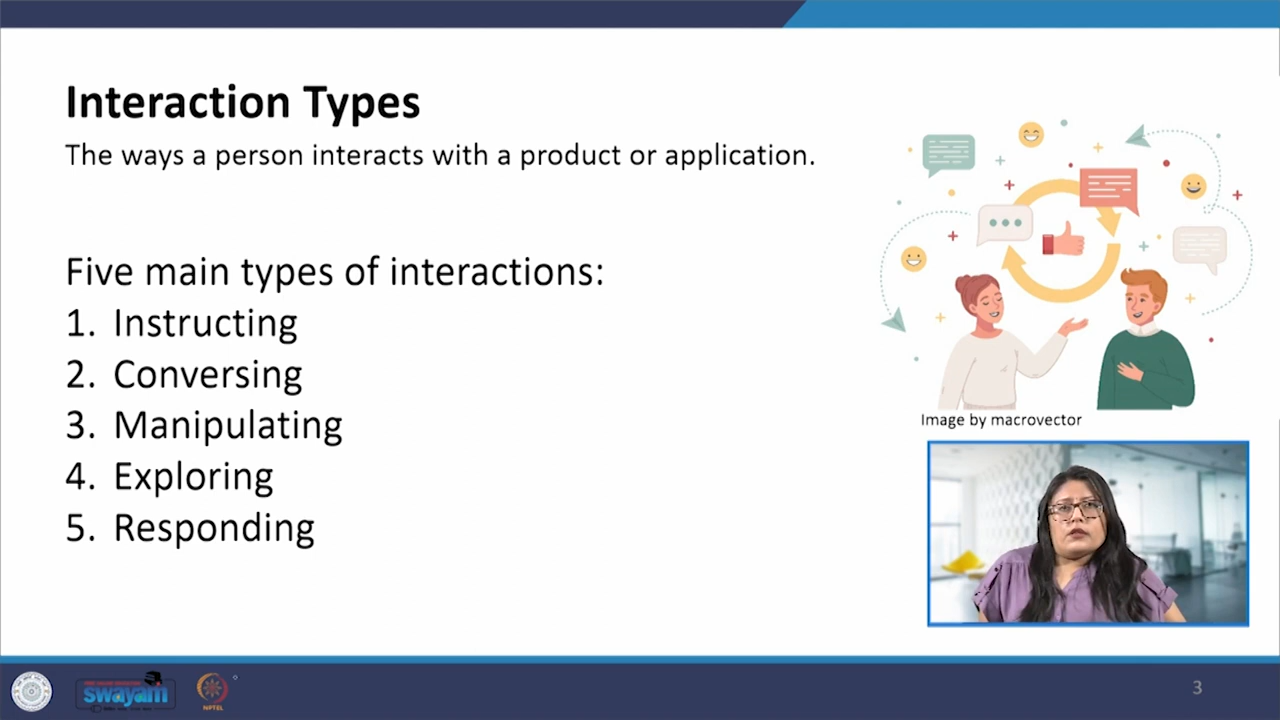 Interaction Types
The ways a person interacts with a product or application.
Five main types of interactions:
1. Instructing
2. Conversing
3. Manipulating
4. Exploring
5. Responding
Image by macrovector
swayam
NPTEL
3